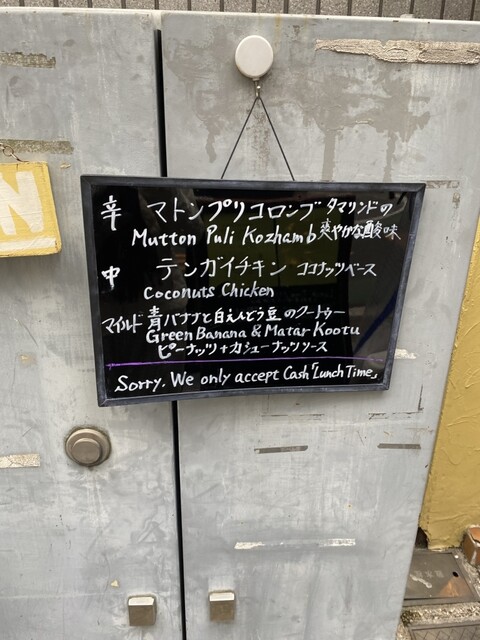 N
辛 マトンプリコロンブ タマリンドの
Mutton Puli Kozhamb 爽やかな酸味
中 テンガイチキン ココナッツベース
Coconuts Chicken
マイルド 青バナナと白えんどう豆のクートゥー
Green Banana & Matar Kootu
ピーナッツ+カシューナッツソース
Sorry. We only accept Cash「Lunch Time」